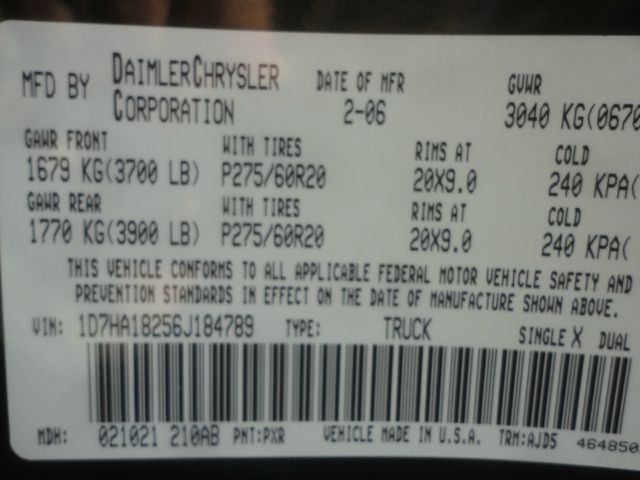 MFD BY DAIMLERCHRYSLER CORPORATION DATE OF MFR 2-06 GVWR 3040 KG(0670
GAWR FRONT WITH TIRES RIMS AT COLD
1679 KG(3700 LB) P275/60R20 20X9.0 240 KPA(
GAWR REAR WITH TIRES RIMS AT COLD
1770 KG(3900 LB) P275/60R20 20X9.0 240 KPA(
THIS VEHICLE CONFORMS TO ALL APPLICABLE FEDERAL MOTOR VEHICLE SAFETY AND
PREVENTION STANDARDS IN EFFECT ON THE DATE OF MANUFACTURE SHOWN ABOVE.
VIN: 1D7HA18256J184789 TYPE: TRUCK SINGLE X DUAL
MDH: 021021 210AB PNT:PXR VEHICLE MADE IN U.S.A. TRM:AJD5 464850